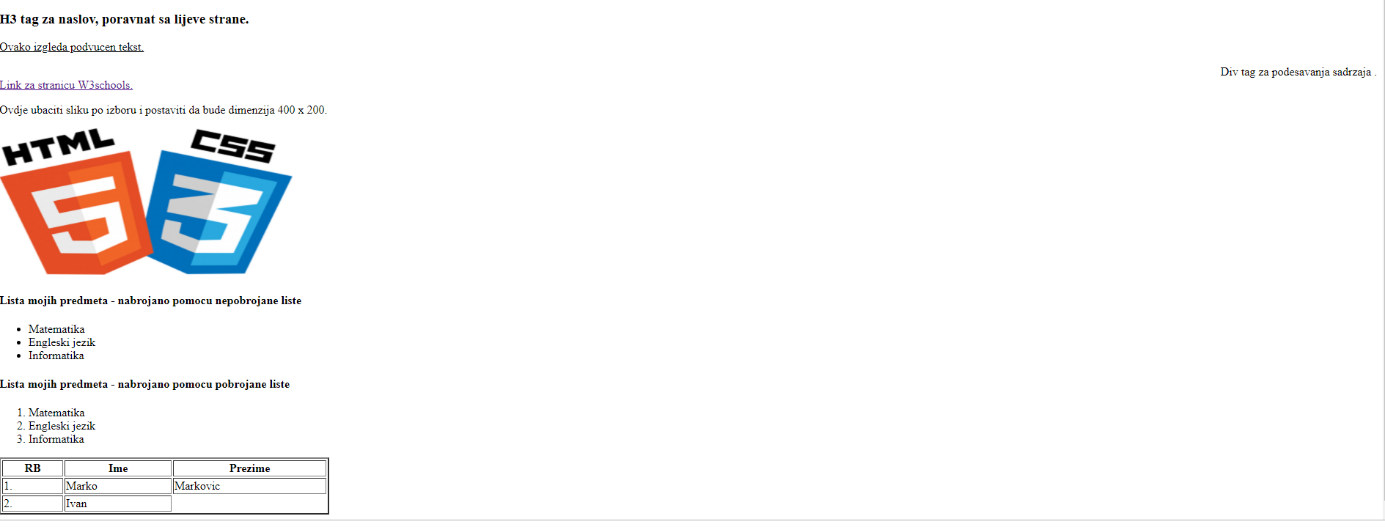 H3 tag za naslov, poravnat sa lijeve strane.
Ovako izgleda podvucen tekst.
Div tag za podesavanja sadrzaja .
Link za stranicu W3schools.
Ovdje ubaciti sliku po izboru i postaviti da bude dimenzija 400 x 200.
HTML CSS
5 3
Lista mojih predmeta - nabrojano pomocu nepobrojane liste
• Matematika
• Engleski jezik
• Informatika
Lista mojih predmeta - nabrojano pomocu pobrojane liste
1. Matematika
2. Engleski jezik
3. Informatika
RB Ime Prezime
1. Marko Markovic
2. Ivan